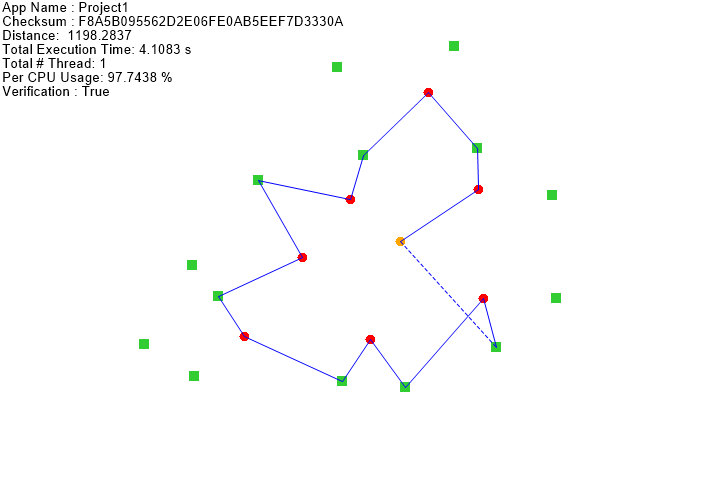 App Name : Project1
Checksum : F8A5B095562D2E06FE0AB5EEF7D3330A
Distance:  1198.2837
Total Execution Time: 4.1083 s
Total # Thread: 1
Per CPU Usage: 97.7438 %
Verification : True